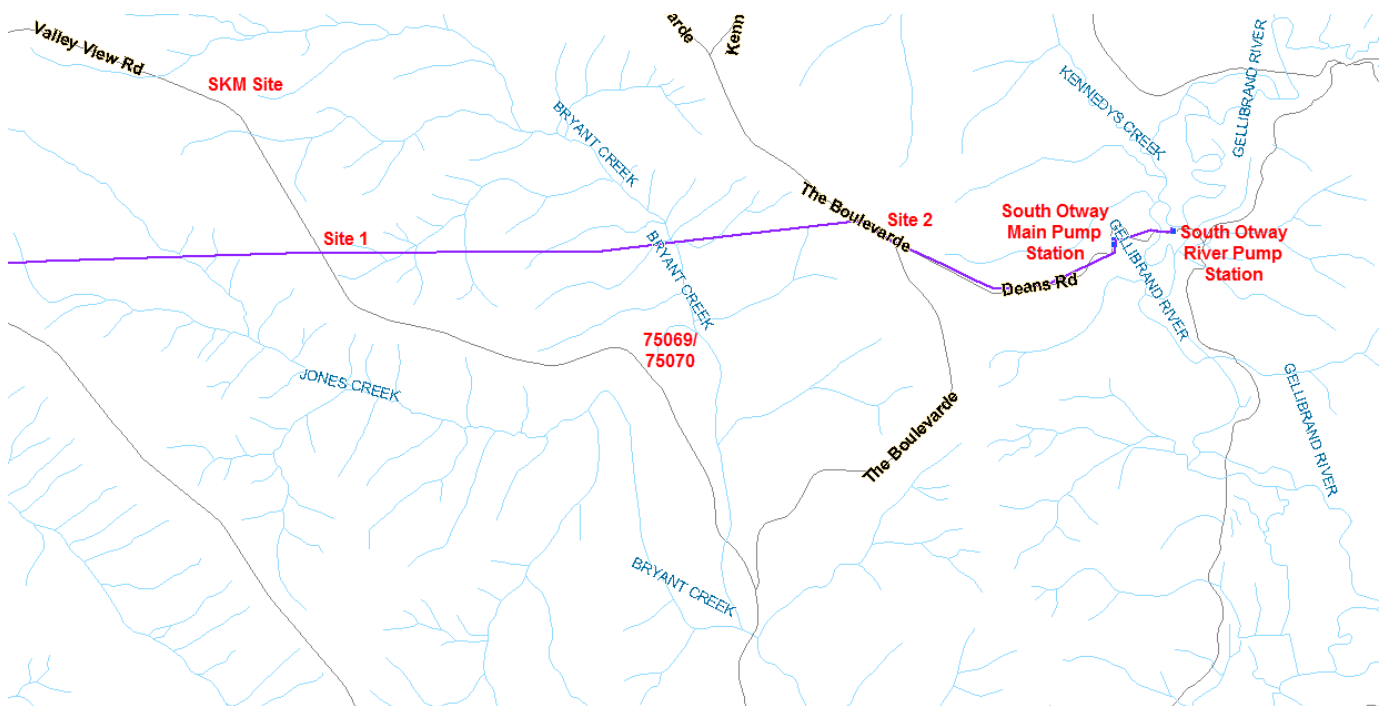 arde
Kenn
Valley View Rd
SKM Site
GELLIBRAND RIVER
KENNEDYS CREEK
BRYANT CREEK
The Boulevarde
Site 2
South Otway
Main Pump
Station
South Otway
River Pump
Station
Site 1
BRYANT CREEK
GELLIBRAND RIVER
Deans Rd
75069/
75070
JONES CREEK
The Boulevarde
GELLIBRAND RIVER
BRYANT CREEK